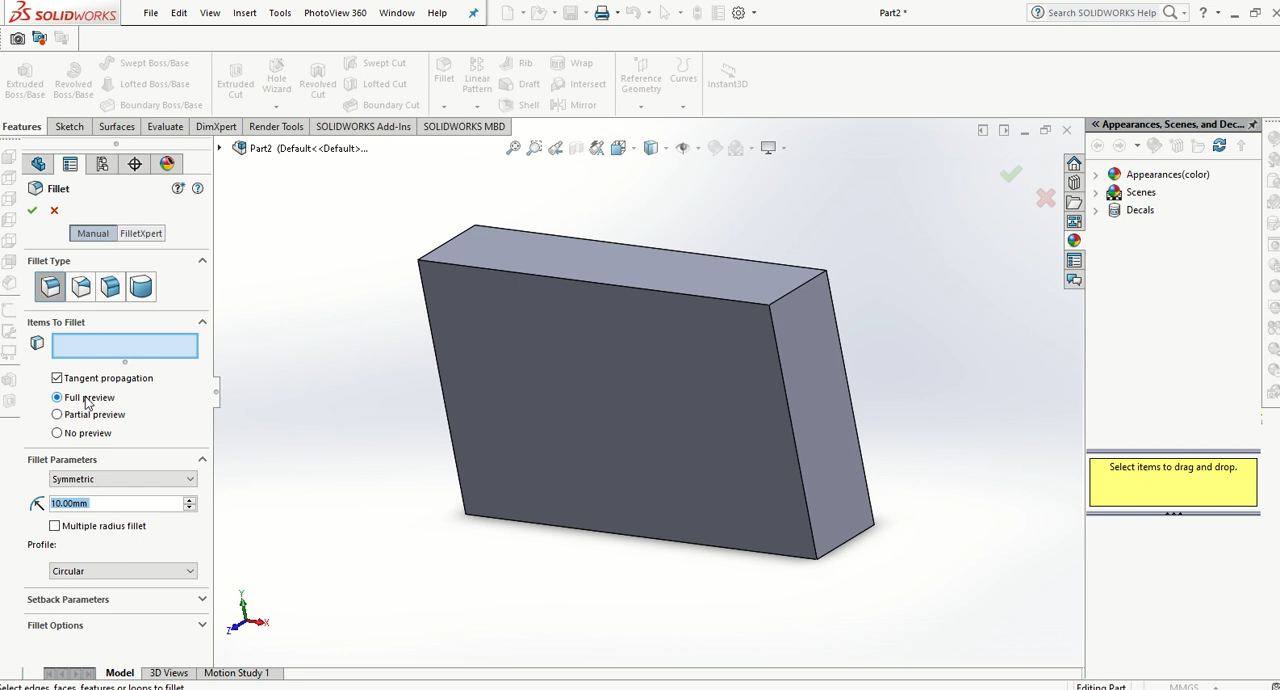 SOLIDWORKS File Edit View Insert Tools PhotoView 360 Window Help Part2 * Search SOLIDWORKS Help ?
Extruded Boss/Base
Revolved Boss/Base
Swept Boss/Base
Lofted Boss/Base
Boundary Boss/Base
Extruded Cut
Hole Wizard
Revolved Cut
Swept Cut
Lofted Cut
Boundary Cut
Fillet
Linear Pattern
Rib
Draft
Shell
Wrap
Intersect
Mirror
Reference Geometry
Curves
Instant3D
Features Sketch Surfaces Evaluate DimXpert Render Tools SOLIDWORKS Add-Ins SOLIDWORKS MBD
Part2 (Default<<Default>...
Fillet
Manual FilletXpert
Fillet Type
Items To Fillet
Tangent propagation
Full preview
Partial preview
No preview
Fillet Parameters
Symmetric
10.00mm
Multiple radius fillet
Profile:
Circular
Setback Parameters
Fillet Options
Y
X
Z
Appearances, Scenes, and Dec...
Appearances(color)
Scenes
Decals
Select items to drag and drop.
Model 3D Views Motion Study 1
Select edges, faces, features or loops to fillet Editing Part MMGS